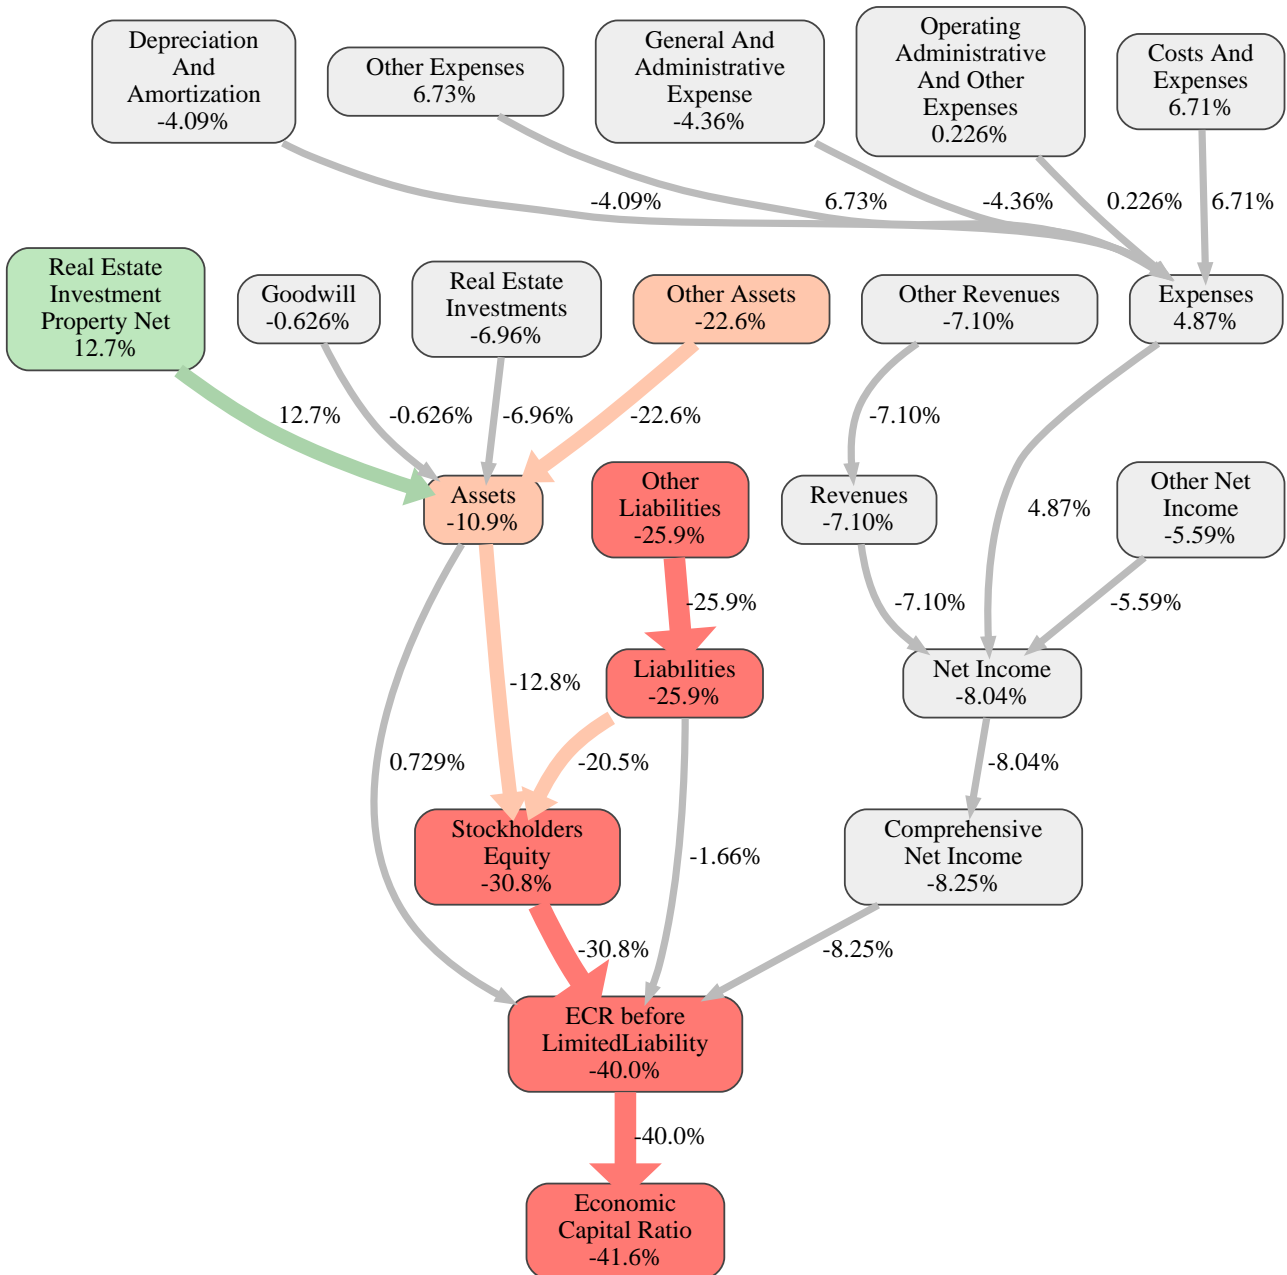 Depreciation
And
Amortization
-4.09%
Other Expenses
6.73%
General And
Administrative
Expense
-4.36%
Operating
Administrative
And Other
Expenses
0.226%
Costs And
Expenses
6.71%
-4.09%
6.73%
-4.36%
0.226%
6.71%
Real Estate
Investment
Property Net
12.7%
Goodwill
-0.626%
Real Estate
Investments
-6.96%
Other Assets
-22.6%
Other Revenues
-7.10%
Expenses
4.87%
12.7%
-0.626%
-6.96%
-22.6%
-7.10%
4.87%
Assets
-10.9%
Other
Liabilities
-25.9%
Revenues
-7.10%
Other Net
Income
-5.59%
-25.9%
-7.10%
-5.59%
Liabilities
-25.9%
Net Income
-8.04%
-12.8%
0.729%
-20.5%
-8.04%
Stockholders
Equity
-30.8%
-1.66%
Comprehensive
Net Income
-8.25%
-30.8%
-8.25%
ECR before
LimitedLiability
-40.0%
-40.0%
Economic
Capital Ratio
-41.6%